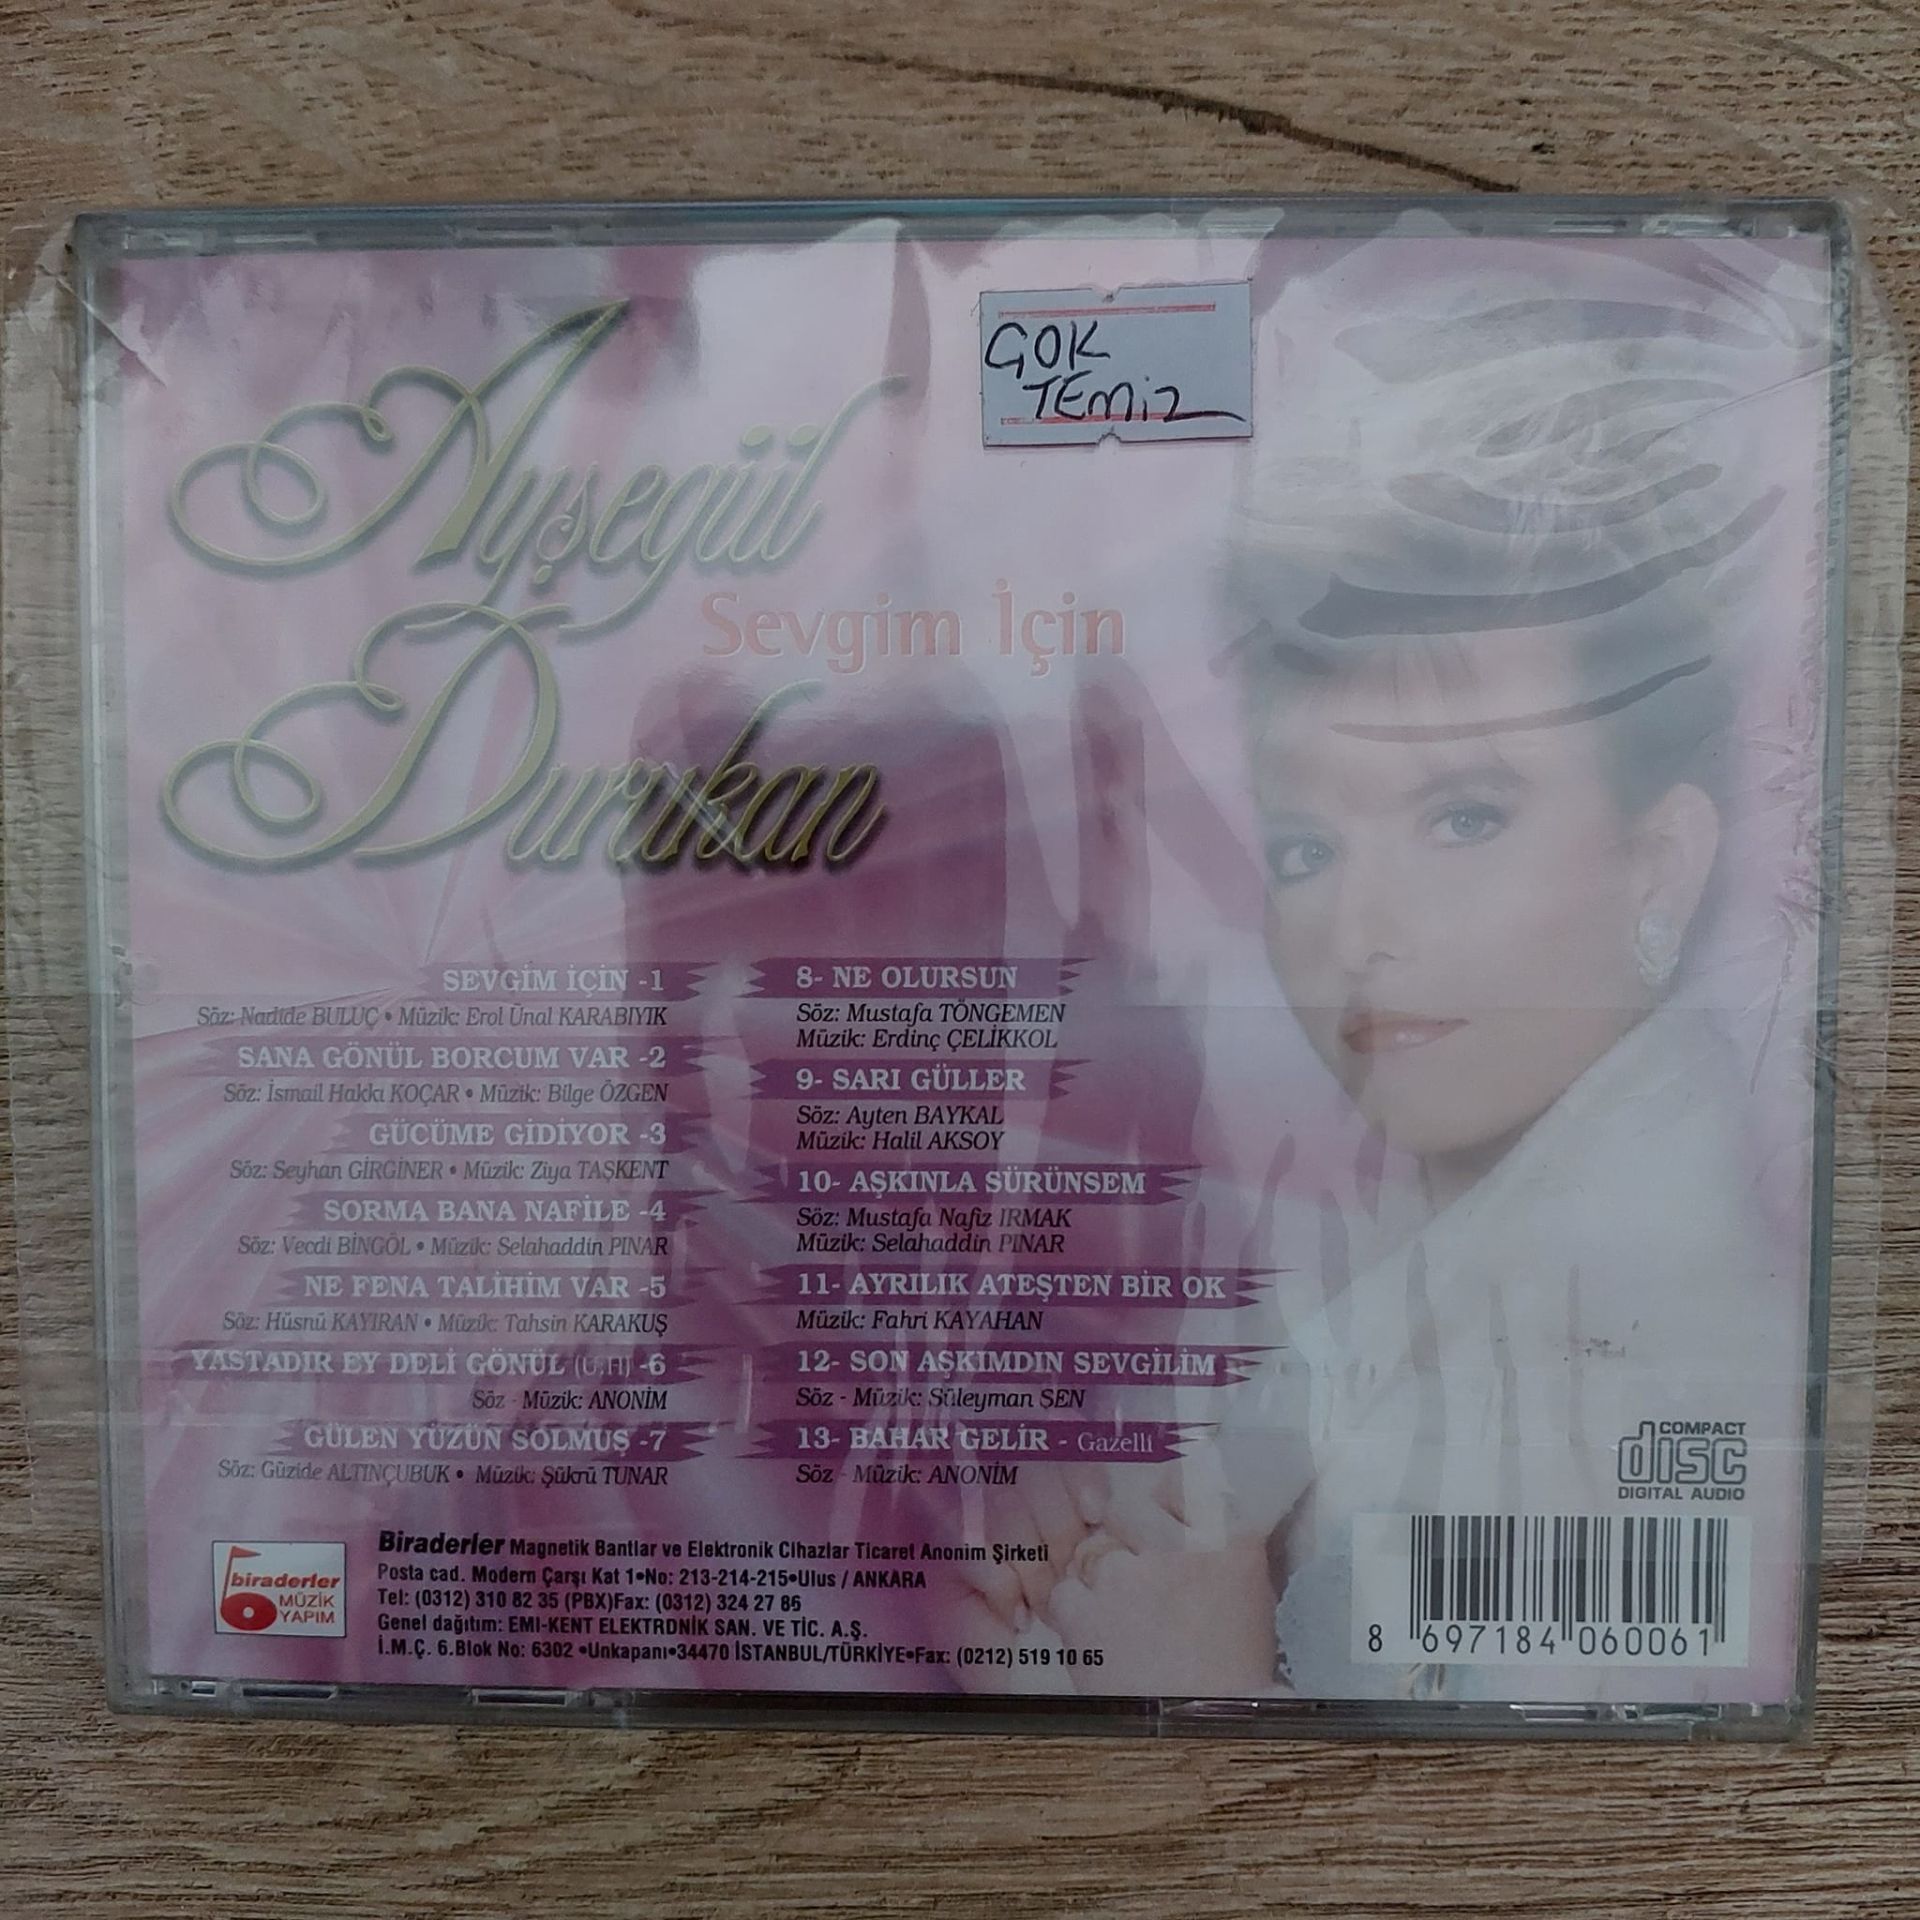 ÇOK
TEMİZ
Ayşegül
Sevgim İçin
Durukan
SEVGİM İÇİN -1
Söz: Nadide BULUÇ • Müzik: Erol Ünal KARABIYIK
SANA GÖNÜL BORCUM VAR -2
Söz: İsmail Hakkı KOÇAR • Müzik: Bilge ÖZGEN
GÜCÜME GİDİYOR -3
Söz: Seyhan GİRGİNER • Müzik: Ziya TAŞKENT
SORMA BANA NAFİLE -4
Söz: Vecdi BİNGÖL • Müzik: Selahaddin PINAR
NE FENA TALİHİM VAR -5
Söz: Hüsnü KAYIRAN • Müzik: Tahsin KARAKUŞ
YASTADIR EY DELİ GÖNÜL (U.H) -6
Söz - Müzik: ANONİM
GÜLEN YÜZÜN SOLMUŞ -7
Söz: Güzide ALTINÇUBUK • Müzik: Şükrü TUNAR
8- NE OLURSUN
Söz: Mustafa TÖNGEMEN
Müzik: Erdinç ÇELİKKOL
9- SARI GÜLLER
Söz: Ayten BAYKAL
Müzik: Halil AKSOY
10- AŞKINLA SÜRÜNSEM
Söz: Mustafa Nafiz IRMAK
Müzik: Selahaddin PINAR
11- AYRILIK ATEŞTEN BİR OK
Müzik: Fahri KAYAHAN
12- SON AŞKIMDIN SEVGİLİM
Söz - Müzik: Süleyman ŞEN
13- BAHAR GELİR - Gazelli
Söz - Müzik: ANONİM
COMPACT
disc
DIGITAL AUDIO
biraderler
MÜZİK
YAPIM
Biraderler Magnetik Bantlar ve Elektronik Cihazlar Ticaret Anonim Şirketi
Posta cad. Modern Çarşı Kat 1•No: 213-214-215•Ulus / ANKARA
Tel: (0312) 310 82 35 (PBX)Fax: (0312) 324 27 86
Genel dağıtım: EMI-KENT ELEKTRDNİK SAN. VE TİC. A.Ş.
İ.M.Ç. 6.Blok No: 6302 •Unkapanı•34470 İSTANBUL/TÜRKİYE•Fax: (0212) 519 10 65
8 697184 060061